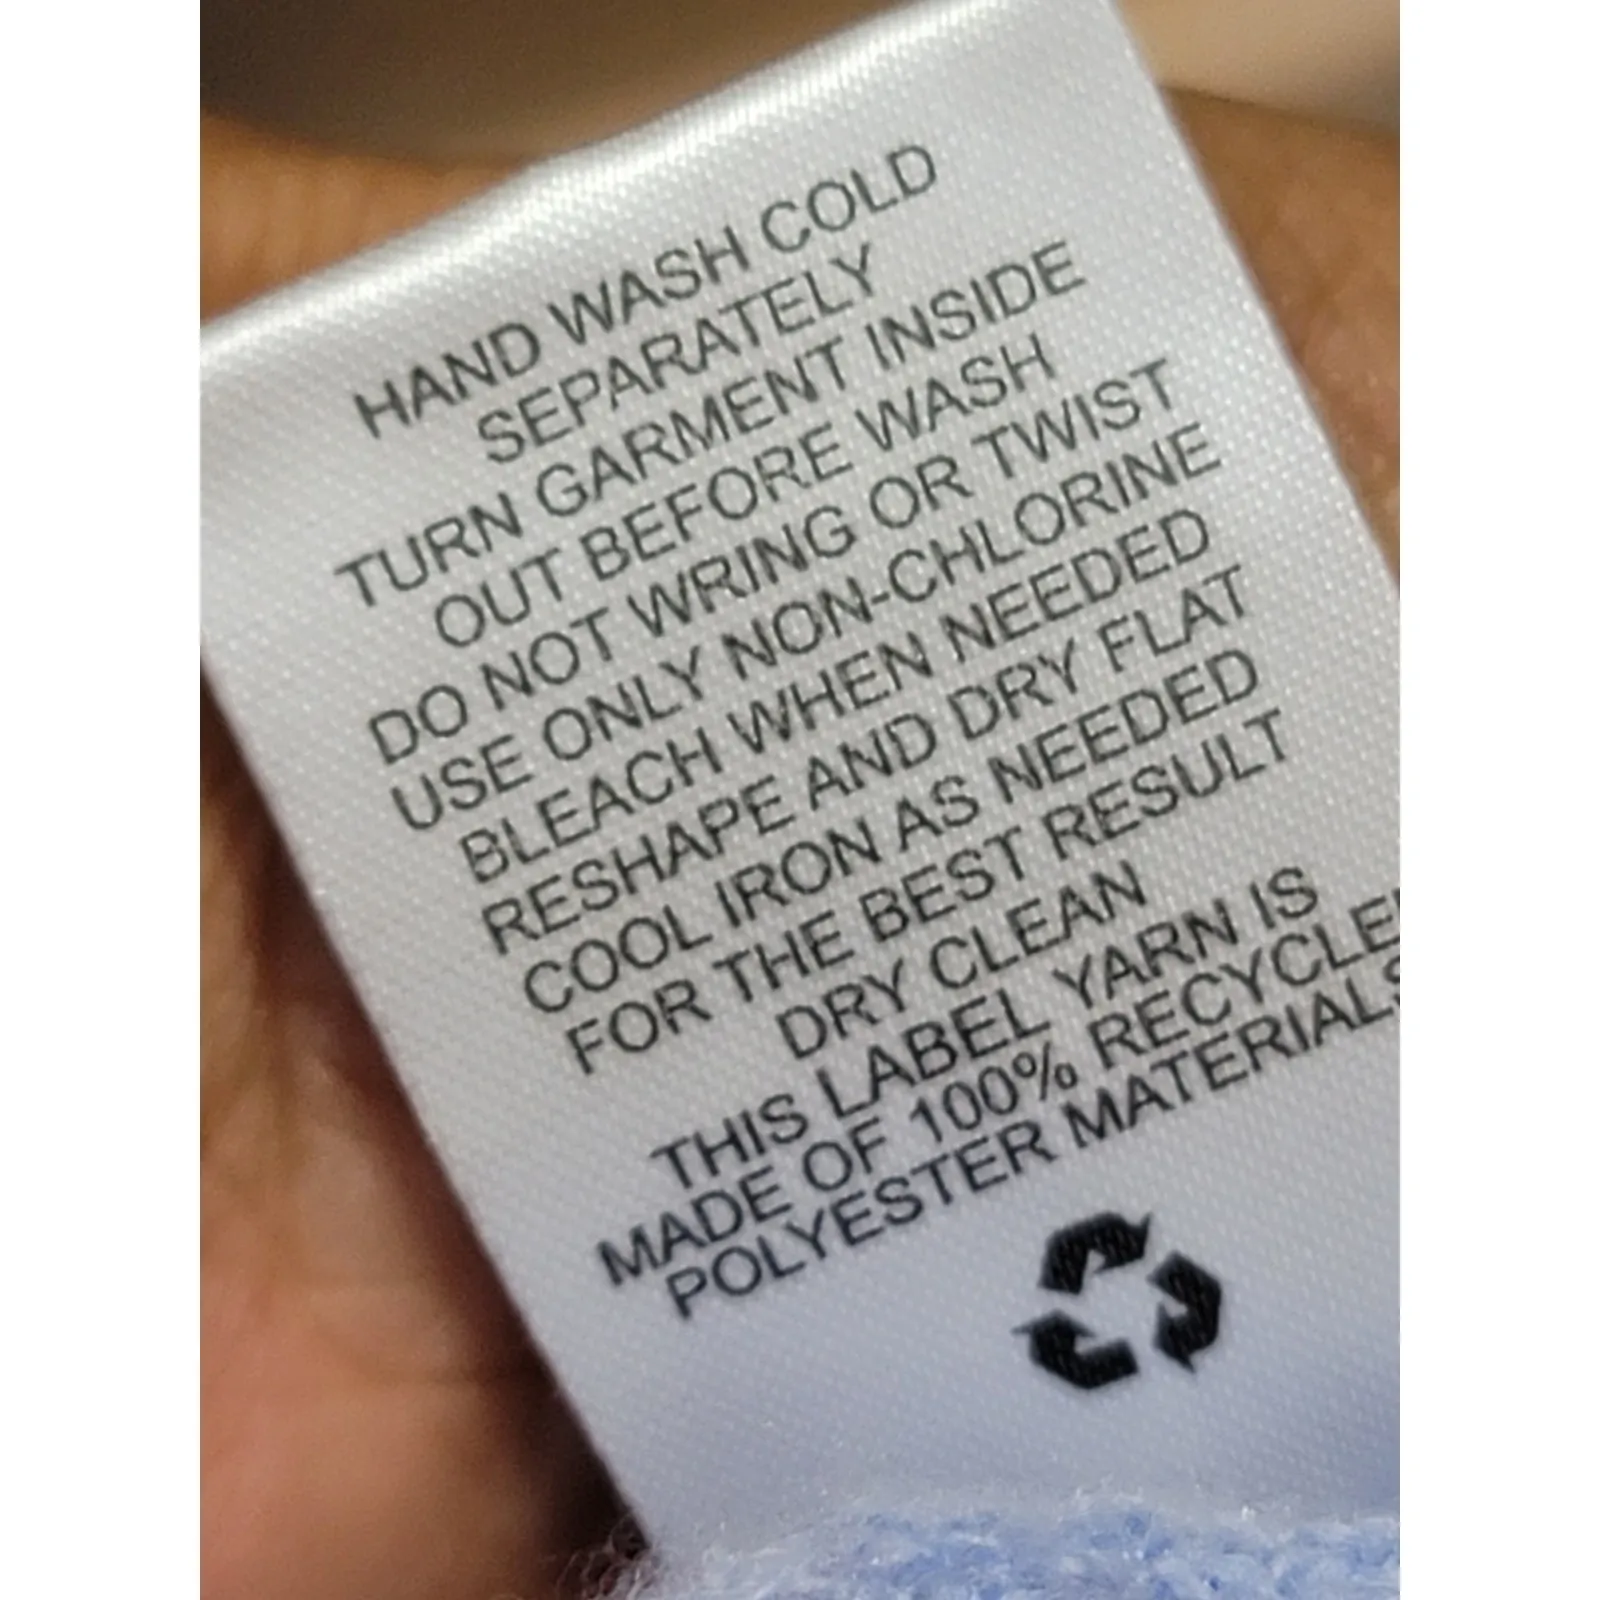 HAND WASH COLD
SEPARATELY
TURN GARMENT INSIDE
OUT BEFORE WASH
DO NOT WRING OR TWIST
USE ONLY NON-CHLORINE
BLEACH WHEN NEEDED
RESHAPE AND DRY FLAT
COOL IRON AS NEEDED
FOR THE BEST RESULT
DRY CLEAN
THIS LABEL YARN IS
MADE OF 100% RECYCLED
POLYESTER MATERIALS